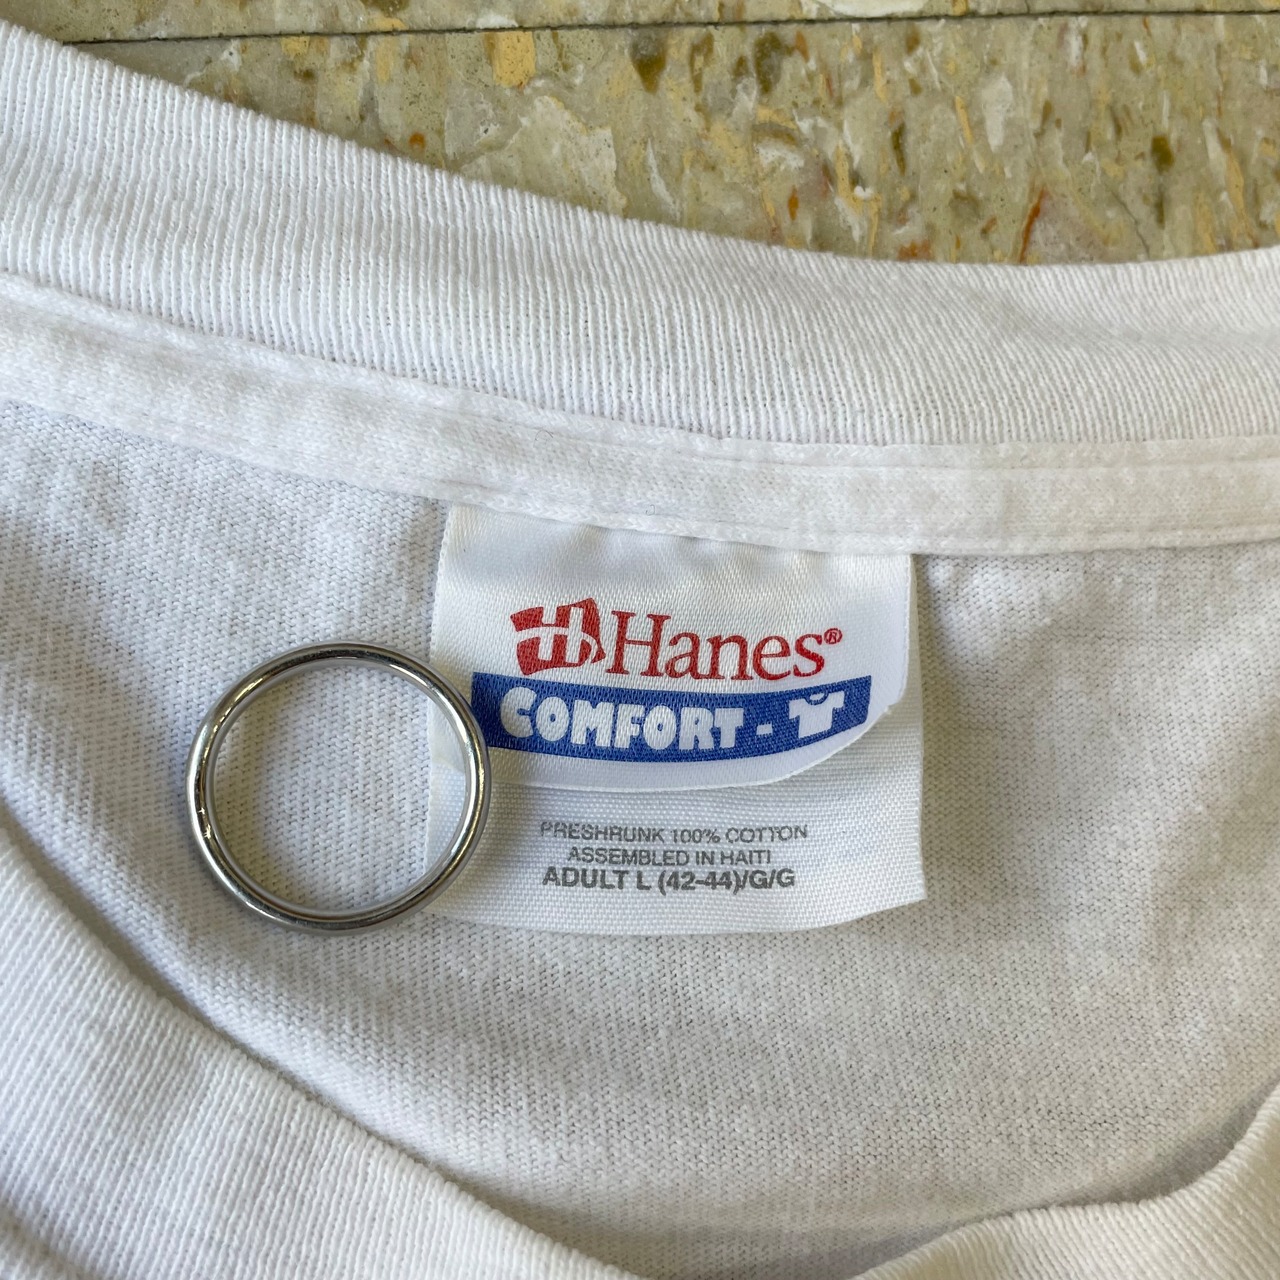 Hanes®
COMFORT -
PRESHRUNK 100% COTTON
ASSEMBLED IN HAITI
ADULT L (42-44)/G/G